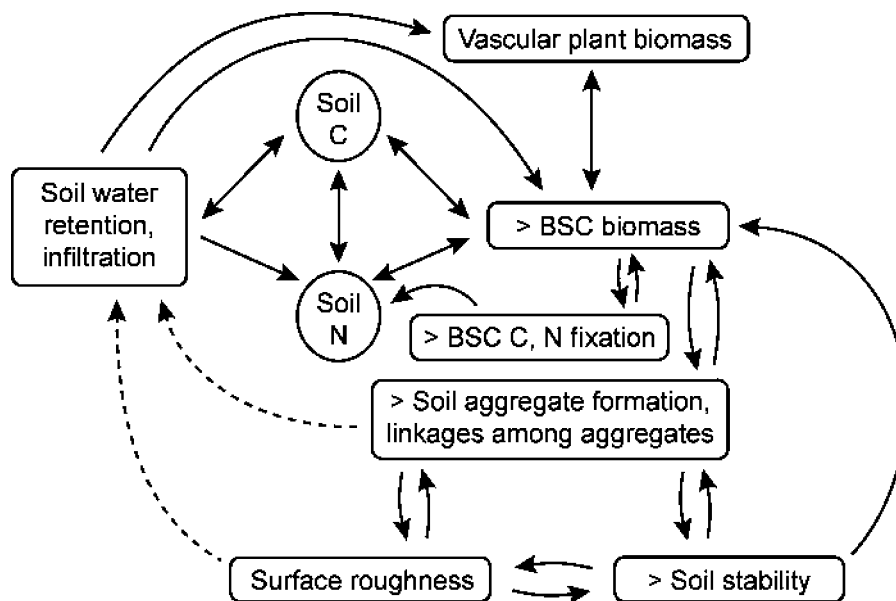 Vascular plant biomass
Soil
C
Soil water
retention,
infiltration
> BSC biomass
Soil
N
> BSC C, N fixation
> Soil aggregate formation,
linkages among aggregates
Surface roughness
> Soil stability